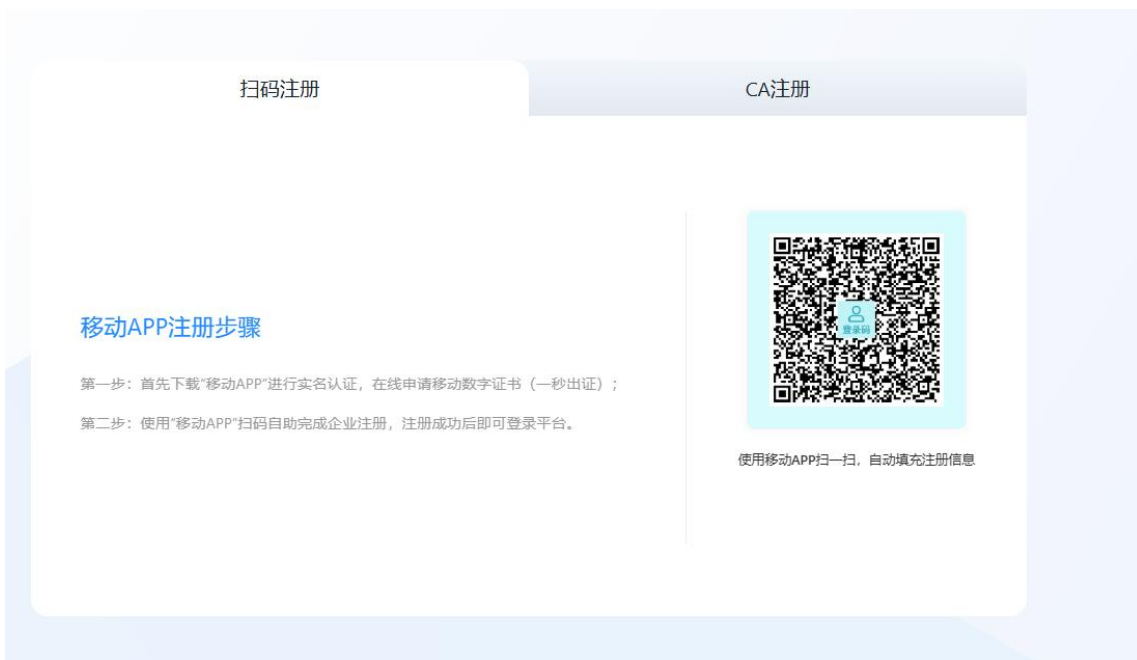 扫码注册
CA注册
移动APP注册步骤
第一步：首先下载“移动APP”进行实名认证，在线申请移动数字证书（一秒出证）；
第二步：使用“移动APP”扫码自助完成企业注册，注册成功后即可登录平台。
登录码
使用移动APP扫一扫，自动填充注册信息